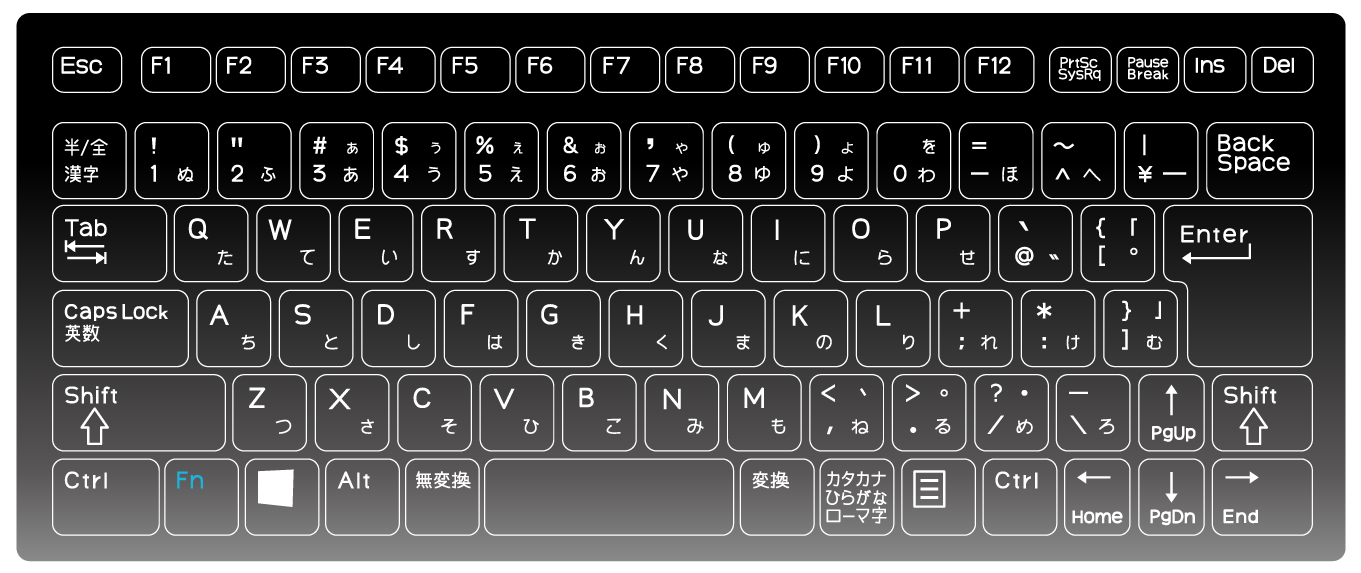 Esc F1 F2 F3 F4 F5 F6 F7 F8 F9 F10 F11 F12 PrtSc Pause Ins Del
SysRq Break
半/全 ! " # ぁ $ ぅ % ぇ & ぉ ' ゃ ( ゅ ) ょ を = ～ | Back
漢字 1 ぬ 2 ふ 3 あ 4 う 5 え 6 お 7 や 8 ゆ 9 よ 0 わ - ほ ^ へ ¥ ー Space
Tab Q W E R T Y U I O P ` { 「 Enter
た て い す か ん な に ら せ @ ゛ [ ゜
Caps Lock A S D F G H J K L + * } 」
英数 ち と し は き く ま の り ; れ : け ] む
Shift Z X C V B N M < 、 > 。 ? ・ _ ↑ Shift
つ さ そ ひ こ み も , ね . る / め \ ろ PgUp
Ctrl Fn Alt 無変換 変換 カタカナ Ctrl ← ↓ →
ひらがな
ローマ字 Home PgDn End